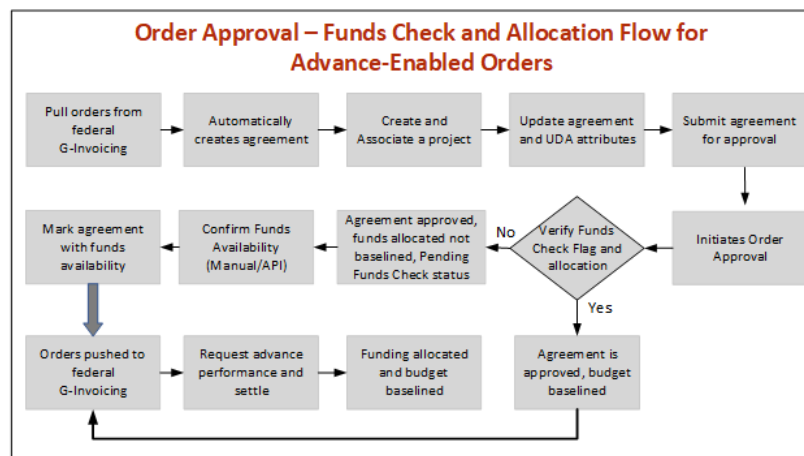 Order Approval – Funds Check and Allocation Flow for
Advance-Enabled Orders
Pull orders from
federal
G-Invoicing
Automatically
creates agreement
Create and
Associate a project
Update agreement
and UDA attributes
Submit agreement
for approval
Mark agreement
with funds
availability
Confirm Funds
Availability
(Manual/API)
Agreement approved,
funds allocated not
baselined, Pending
Funds Check status
No
Verify Funds
Check Flag and
allocation
Initiates Order
Approval
Yes
Orders pushed to
federal
G-Invoicing
Request advance
performance and
settle
Funding allocated
and budget
baselined
Agreement is
approved, budget
baselined